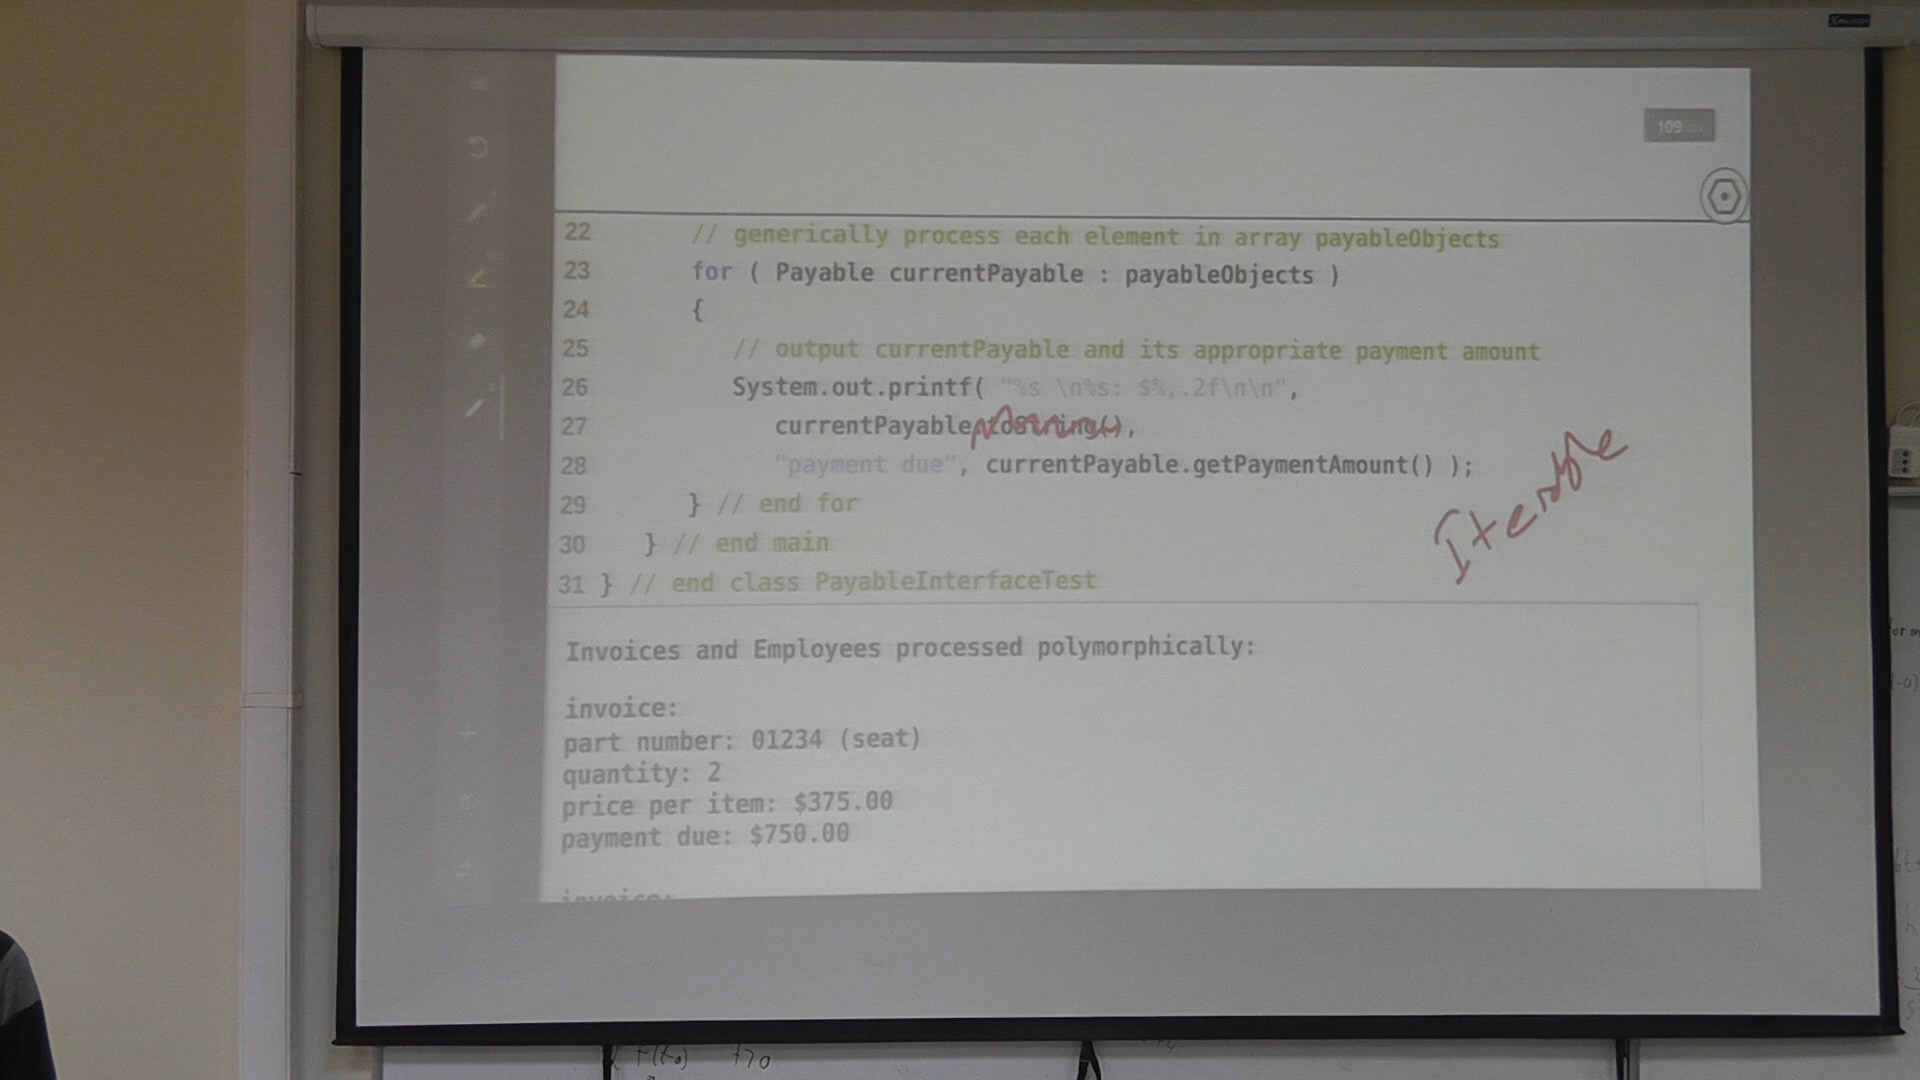 109
22 // generically process each element in array payableObjects
23 for ( Payable currentPayable : payableObjects )
24 {
25 // output currentPayable and its appropriate payment amount
26 System.out.printf( "%s \n%s: $%,.2f\n\n",
27 currentPayable.toString(),
28 "payment due", currentPayable.getPaymentAmount() );
29 } // end for
30 } // end main
31 } // end class PayableInterfaceTest
Iterable
Invoices and Employees processed polymorphically:
invoice:
part number: 01234 (seat)
quantity: 2
price per item: $375.00
payment due: $750.00
invoice: